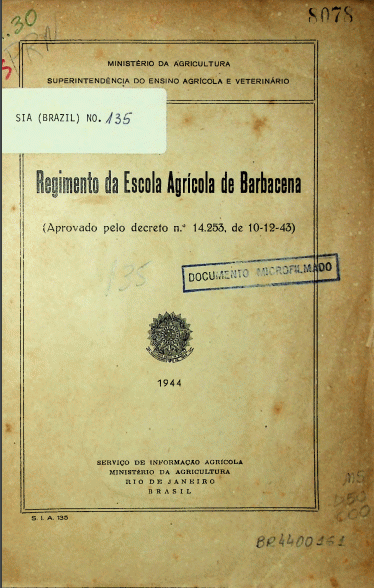 30
8078
MINISTÉRIO DA AGRICULTURA
SUPERINTENDÊNCIA DO ENSINO AGRÍCOLA E VETERINÁRIO
SIA (BRAZIL) NO. 135
Regimento da Escola Agrícola de Barbacena
(Aprovado pelo decreto n.º 14.253, de 10-12-43)
135
DOCUMENTO MICROFILMADO
1944
SERVIÇO DE INFORMAÇÃO AGRÍCOLA
MINISTÉRIO DA AGRICULTURA
RIO DE JANEIRO
BRASIL
S. I. A. 135
BR4400161